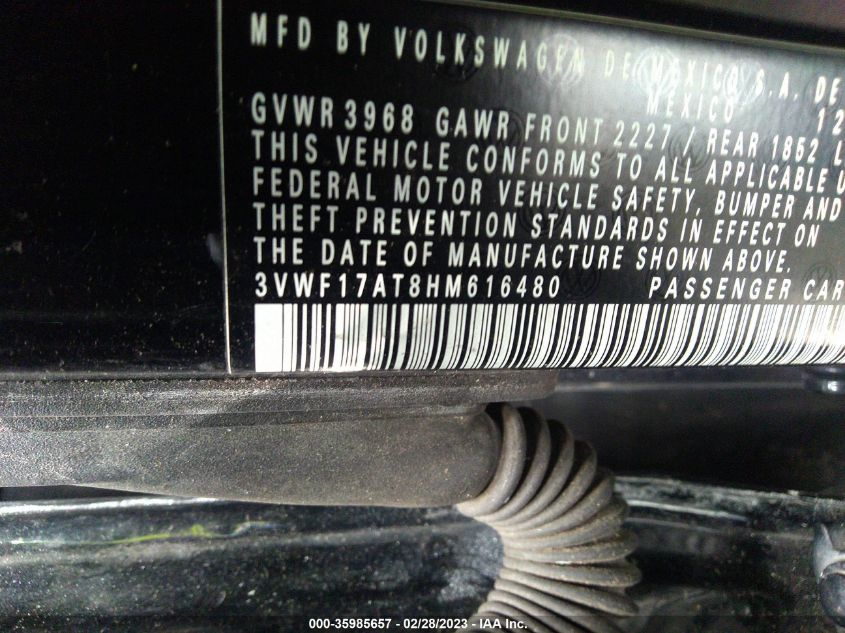 MFD BY VOLKSWAGEN DE MEXICO S.A. DE
MEXICO 12
GVWR 3968 GAWR FRONT 2227 / REAR 1852 L
THIS VEHICLE CONFORMS TO ALL APPLICABLE U
FEDERAL MOTOR VEHICLE SAFETY, BUMPER AND
THEFT PREVENTION STANDARDS IN EFFECT ON
THE DATE OF MANUFACTURE SHOWN ABOVE.
3VWF17AT8HM616480 PASSENGER CAR
000-35985657 / 02/28/2023 - IAA Inc.